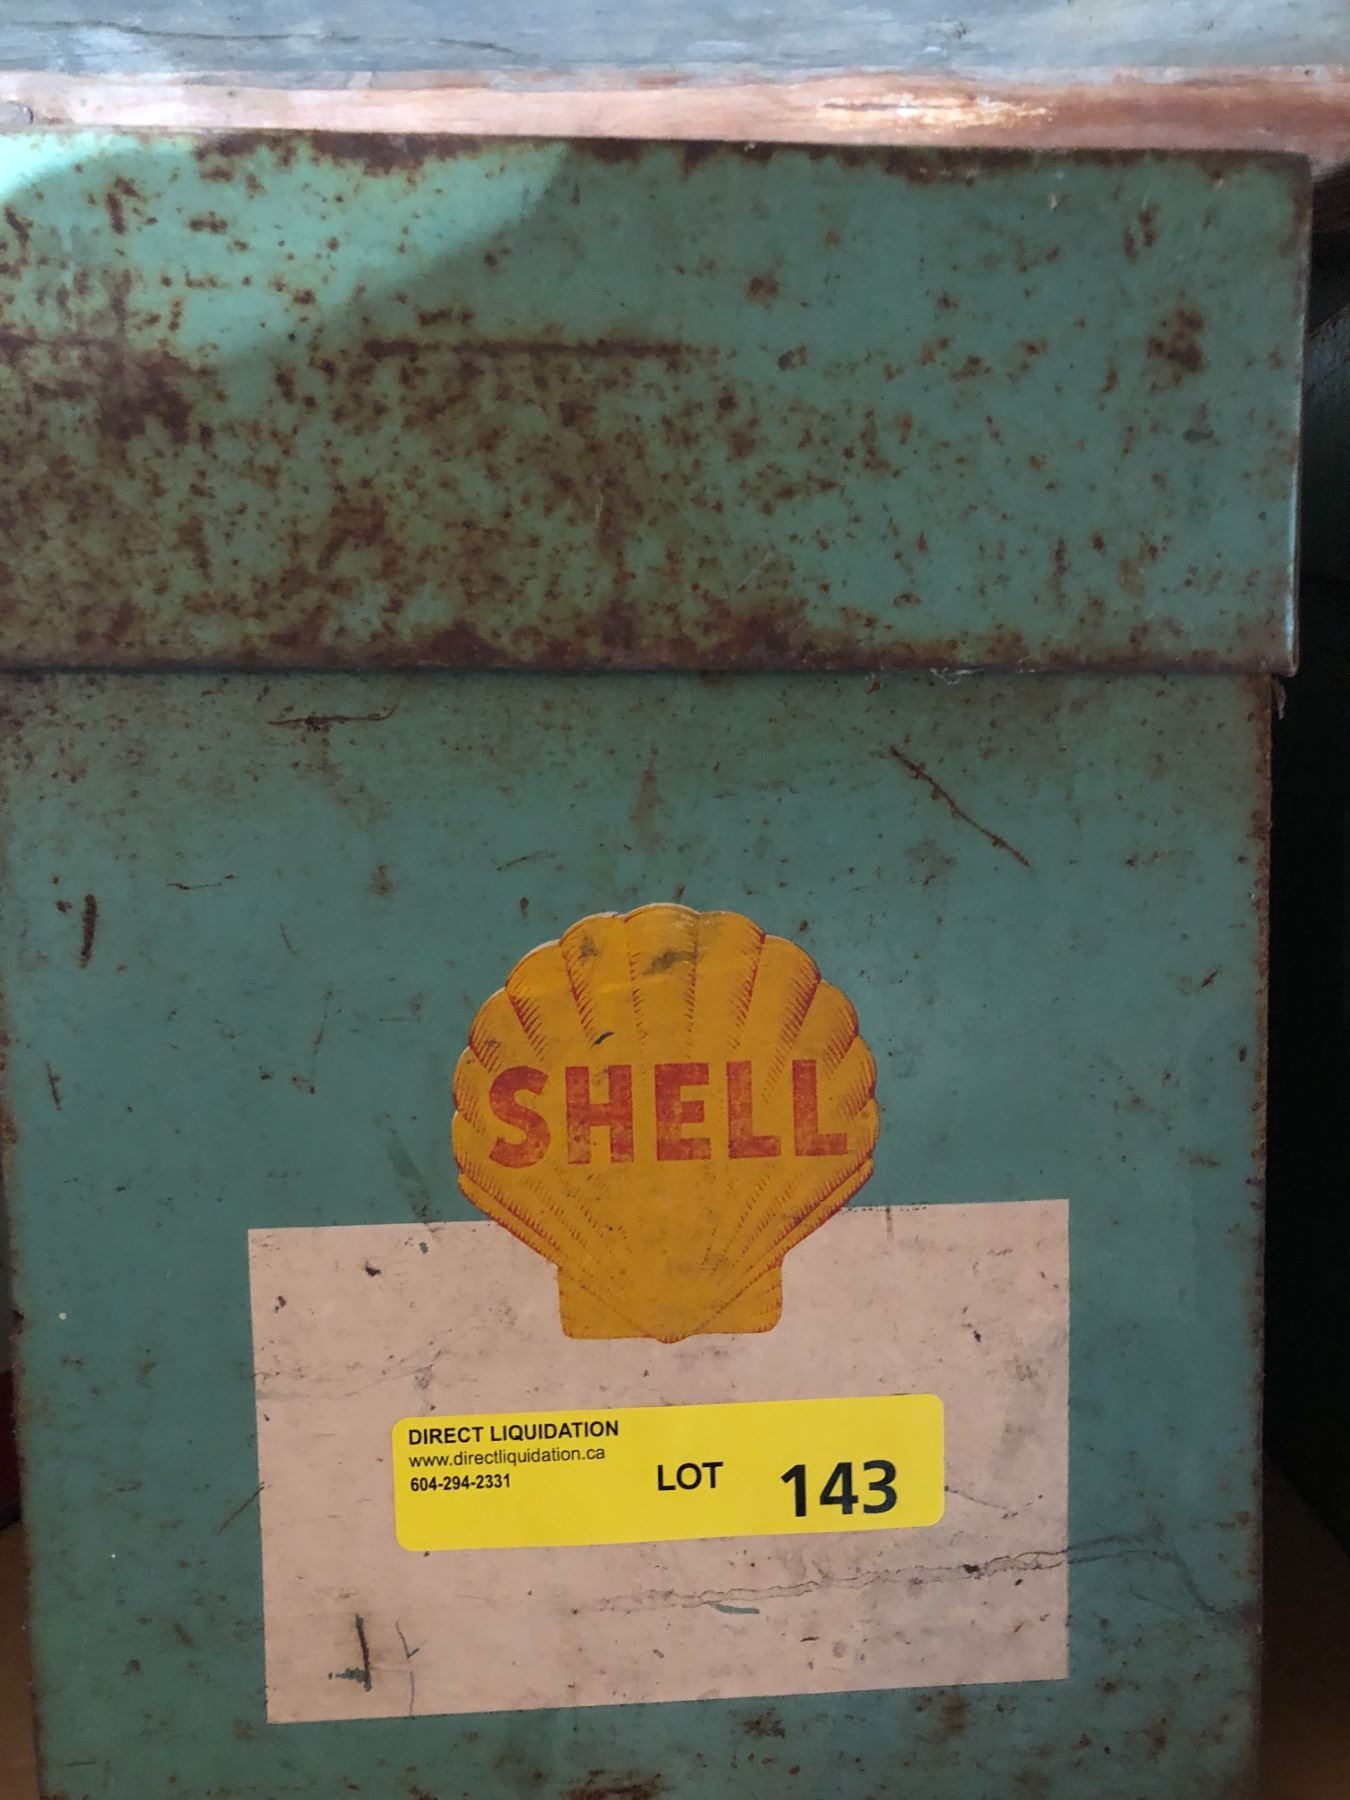 SHELL
DIRECT LIQUIDATION
www.directliquidation.ca
604-294-2331
LOT 143